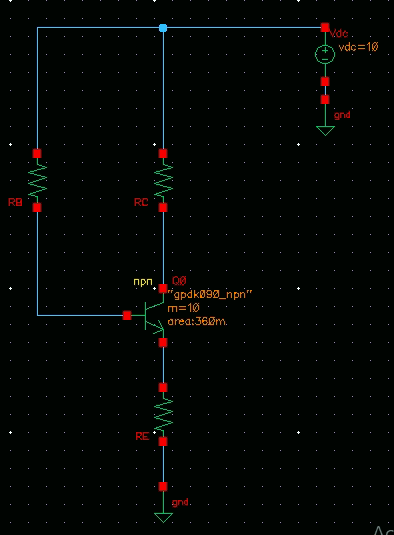 Vdc
vdc=10
gnd
RB
RC
npn
Q0
"gpdk090_npn"
m=10
area:360m
RE
gnd